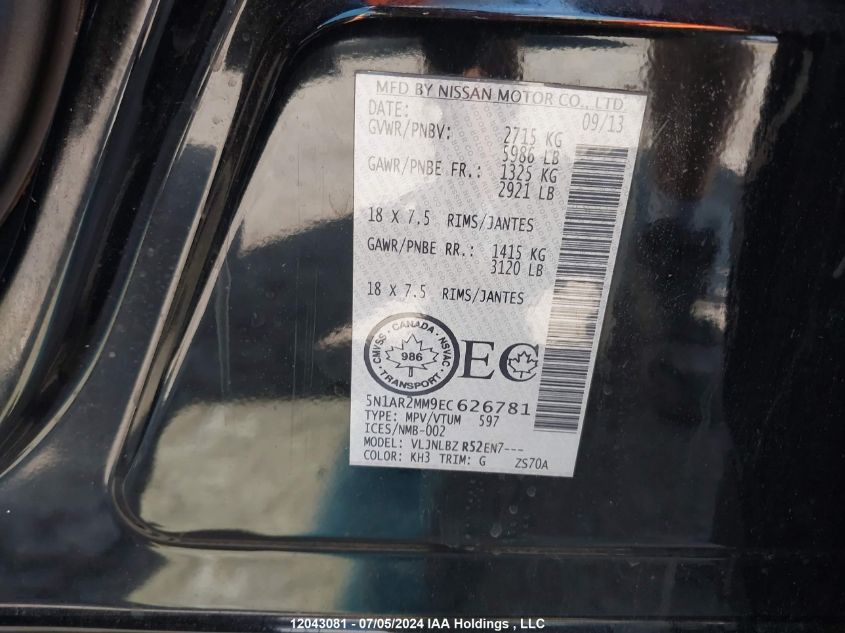 MFD BY NISSAN MOTOR CO., LTD.
DATE: 09/13
GVWR/PNBV: 2715 KG
5986 LB
GAWR/PNBE FR.: 1325 KG
2921 LB
18 X 7.5 RIMS/JANTES
GAWR/PNBE RR.: 1415 KG
3120 LB
18 X 7.5 RIMS/JANTES
CANADA
CMVSS · NSVAC
986
TRANSPORT
EC
5N1AR2MM9EC626781
TYPE: MPV/VTUM 597
ICES/NMB-002
MODEL: VLJNLBZ R52EN7---
COLOR: KH3 TRIM: G ZS70A
12043081 - 07/05/2024 IAA Holdings , LLC